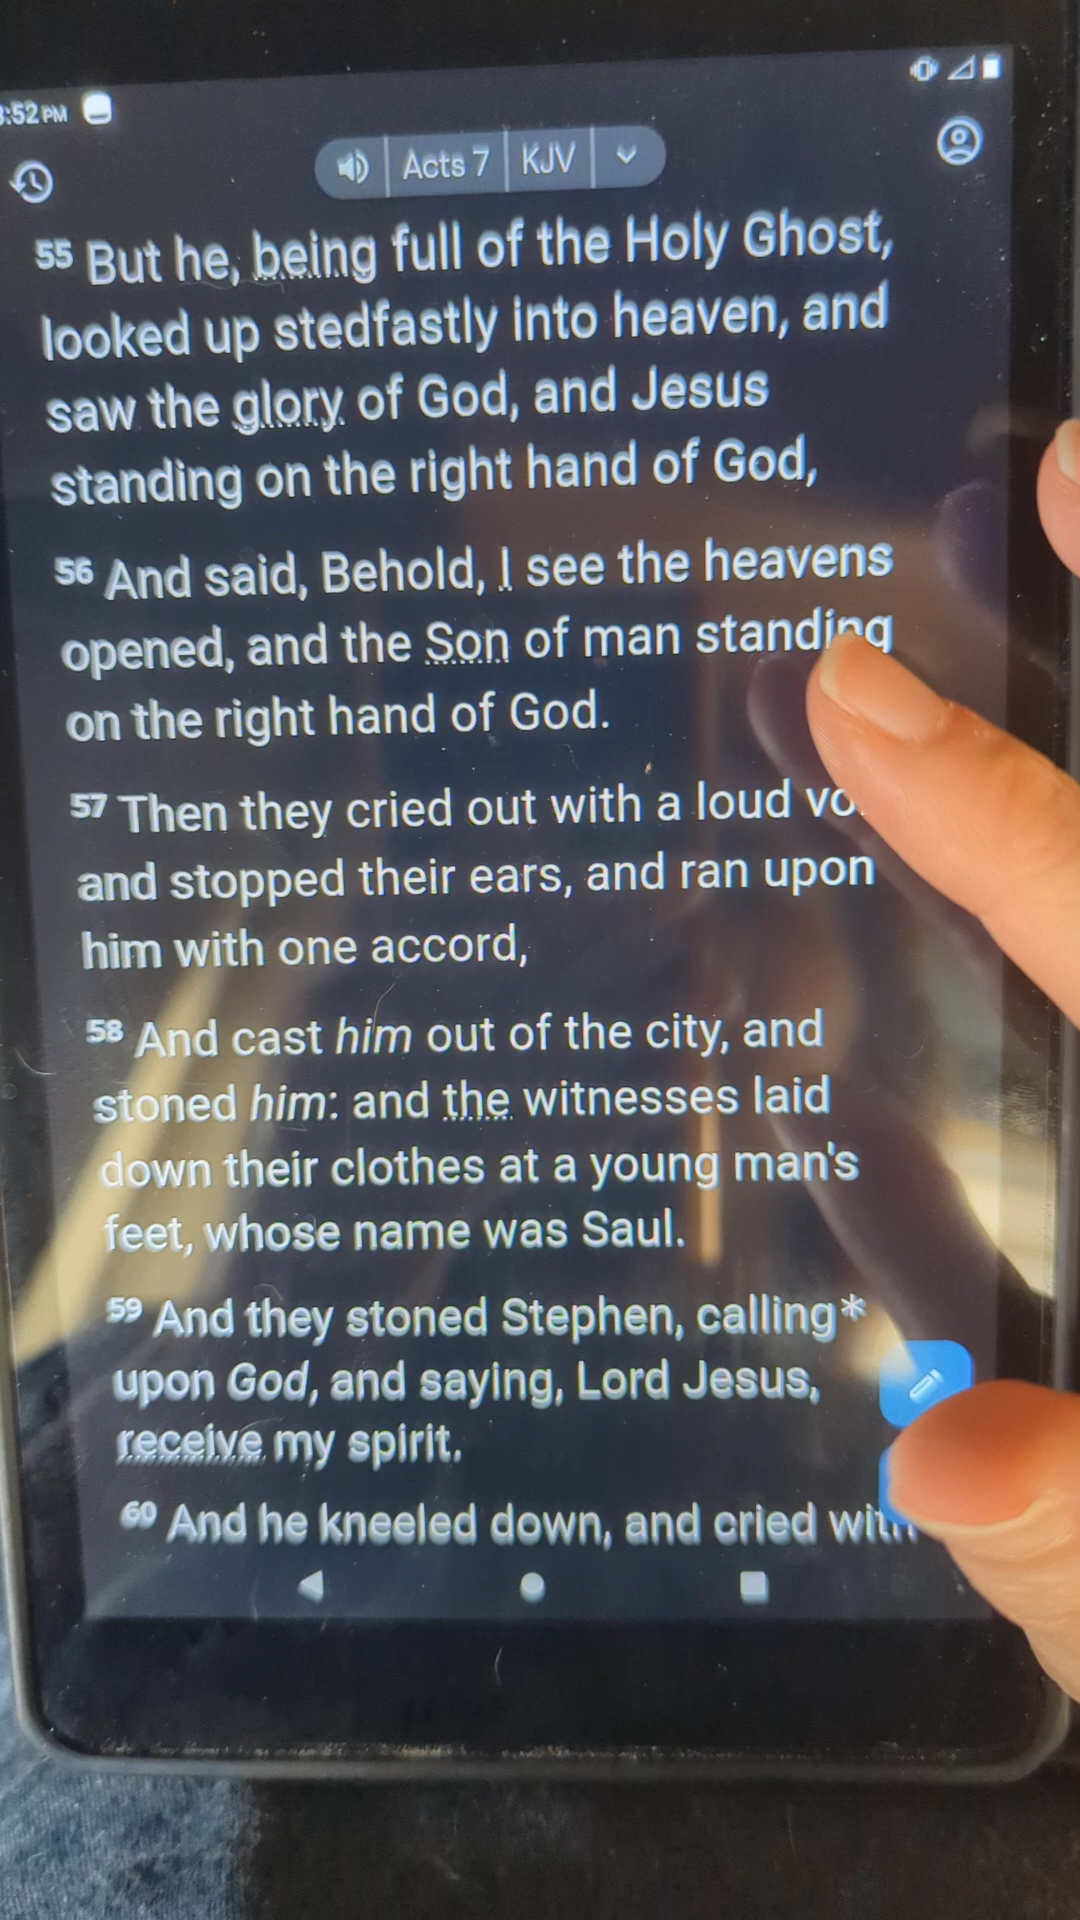 :52 PM
Acts 7 KJV
55 But he, being full of the Holy Ghost,
looked up stedfastly into heaven, and
saw the glory of God, and Jesus
standing on the right hand of God,
56 And said, Behold, I see the heavens
opened, and the Son of man standing
on the right hand of God.
57 Then they cried out with a loud
and stopped their ears, and ran upon
him with one accord,
58 And cast him out of the city, and
stoned him: and the witnesses laid
down their clothes at a young man's
feet, whose name was Saul.
59 And they stoned Stephen, calling*
upon God, and saying, Lord Jesus,
receive my spirit.
60 And he kneeled down, and cried with